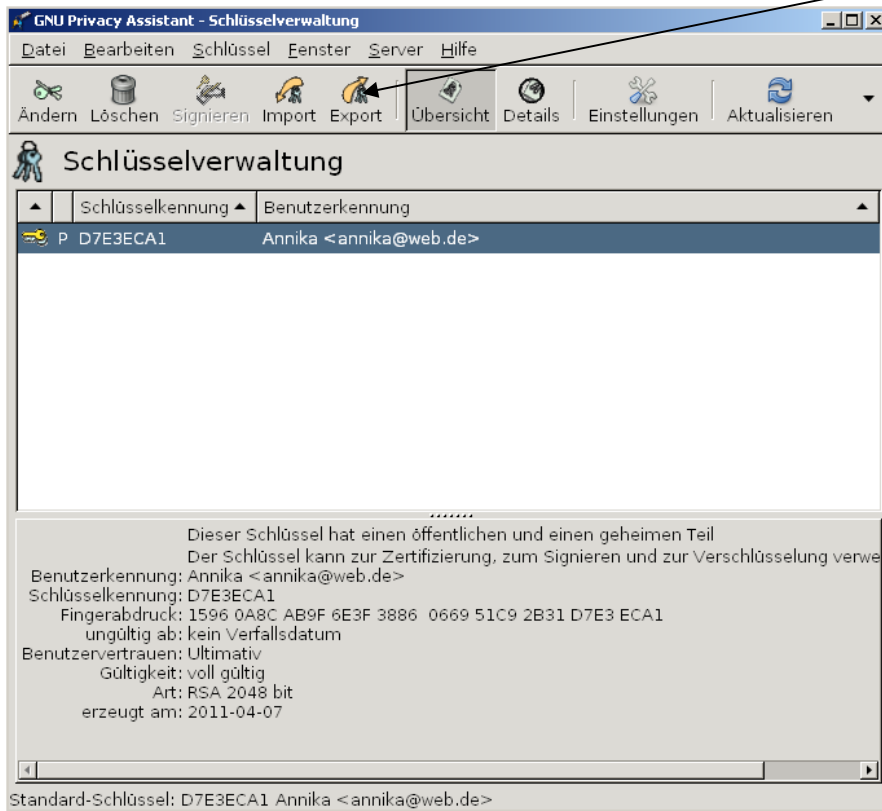 GNU Privacy Assistant - Schlüsselverwaltung
Datei Bearbeiten Schlüssel Fenster Server Hilfe
Ändern Löschen Signieren Import Export Übersicht Details Einstellungen Aktualisieren
Schlüsselverwaltung
Schlüsselkennung Benutzerkennung
P D7E3ECA1 Annika <annika@web.de>
Dieser Schlüssel hat einen öffentlichen und einen geheimen Teil
Der Schlüssel kann zur Zertifizierung, zum Signieren und zur Verschlüsselung verwe
Benutzerkennung: Annika <annika@web.de>
Schlüsselkennung: D7E3ECA1
Fingerabdruck: 1596 0A8C AB9F 6E3F 3886 0669 51C9 2B31 D7E3 ECA1
ungültig ab: kein Verfallsdatum
Benutzervertrauen: Ultimativ
Gültigkeit: voll gültig
Art: RSA 2048 bit
erzeugt am: 2011-04-07
Standard-Schlüssel: D7E3ECA1 Annika <annika@web.de>